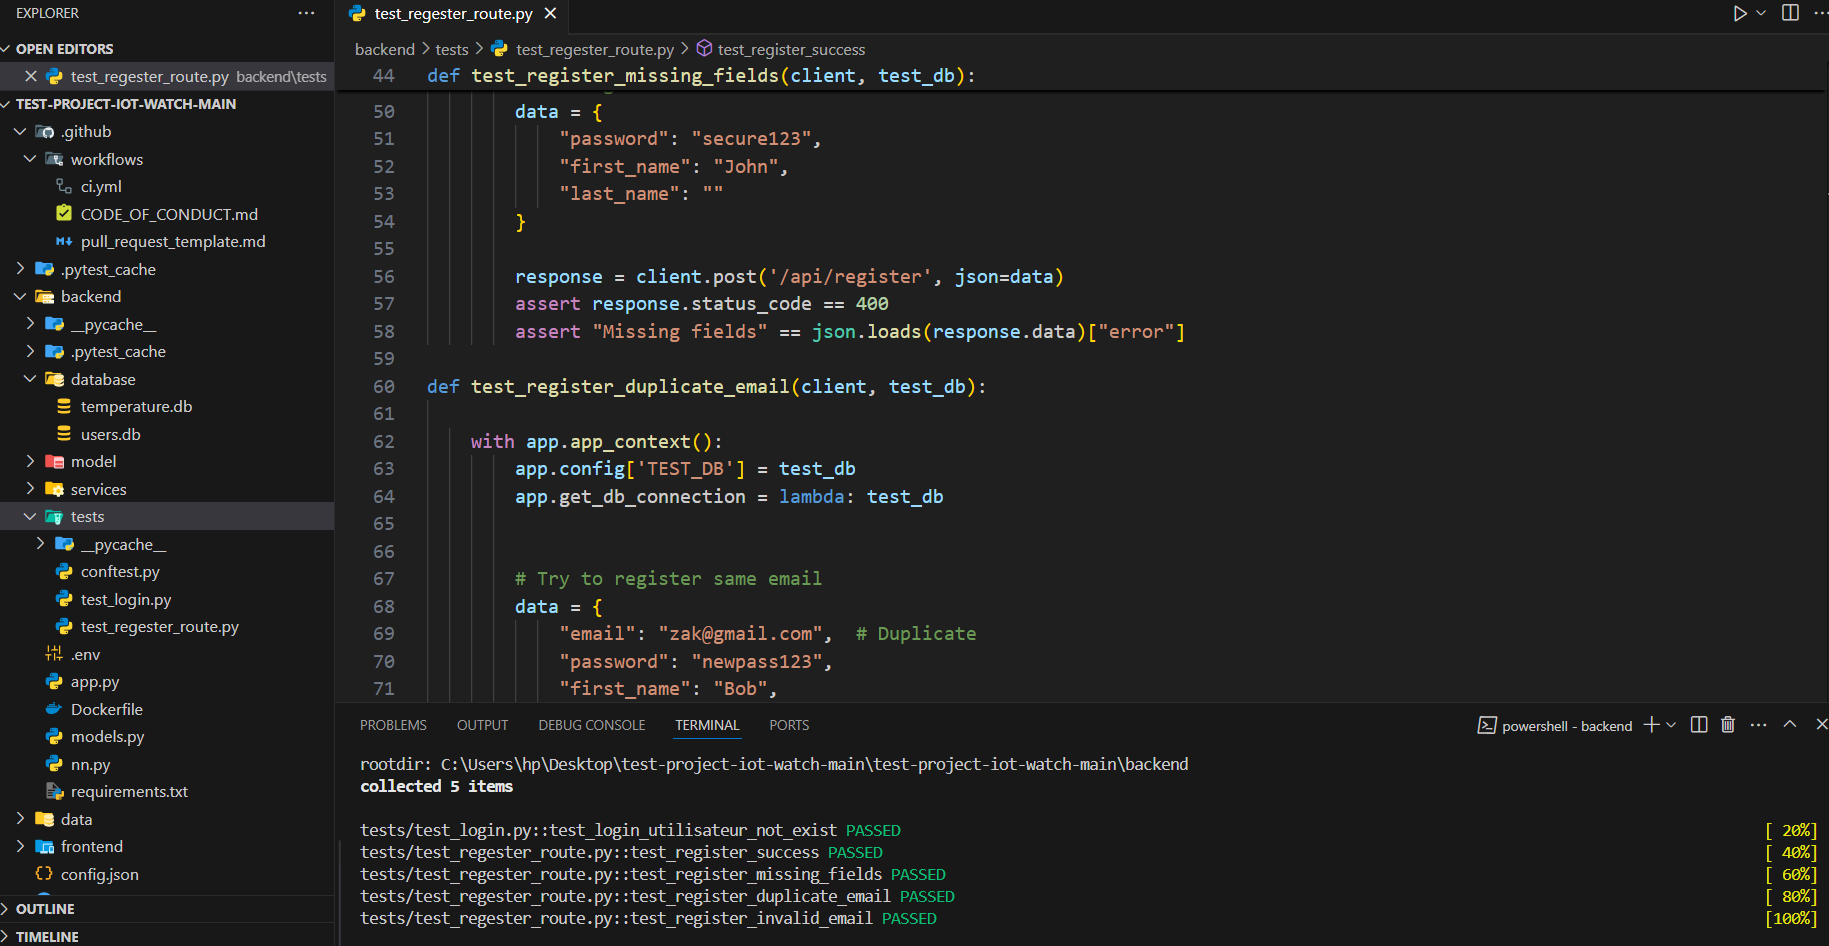 EXPLORER
OPEN EDITORS
test_regester_route.py backend\tests
TEST-PROJECT-IOT-WATCH-MAIN
.github
workflows
ci.yml
CODE_OF_CONDUCT.md
pull_request_template.md
.pytest_cache
backend
__pycache__
.pytest_cache
database
temperature.db
users.db
model
services
tests
__pycache__
conftest.py
test_login.py
test_regester_route.py
.env
app.py
Dockerfile
models.py
nn.py
requirements.txt
data
frontend
config.json
OUTLINE
TIMELINE
test_regester_route.py
backend > tests > test_regester_route.py > test_register_success
44 def test_register_missing_fields(client, test_db):
50 data = {
51 "password": "secure123",
52 "first_name": "John",
53 "last_name": ""
54 }
55
56 response = client.post('/api/register', json=data)
57 assert response.status_code == 400
58 assert "Missing fields" == json.loads(response.data)["error"]
59
60 def test_register_duplicate_email(client, test_db):
61
62 with app.app_context():
63 app.config['TEST_DB'] = test_db
64 app.get_db_connection = lambda: test_db
65
66
67 # Try to register same email
68 data = {
69 "email": "zak@gmail.com", # Duplicate
70 "password": "newpass123",
71 "first_name": "Bob",
PROBLEMS OUTPUT DEBUG CONSOLE TERMINAL PORTS
powershell - backend
rootdir: C:\Users\hp\Desktop\test-project-iot-watch-main\test-project-iot-watch-main\backend
collected 5 items
tests/test_login.py::test_login_utilisateur_not_exist PASSED [ 20%]
tests/test_regester_route.py::test_register_success PASSED [ 40%]
tests/test_regester_route.py::test_register_missing_fields PASSED [ 60%]
tests/test_regester_route.py::test_register_duplicate_email PASSED [ 80%]
tests/test_regester_route.py::test_register_invalid_email PASSED [100%]